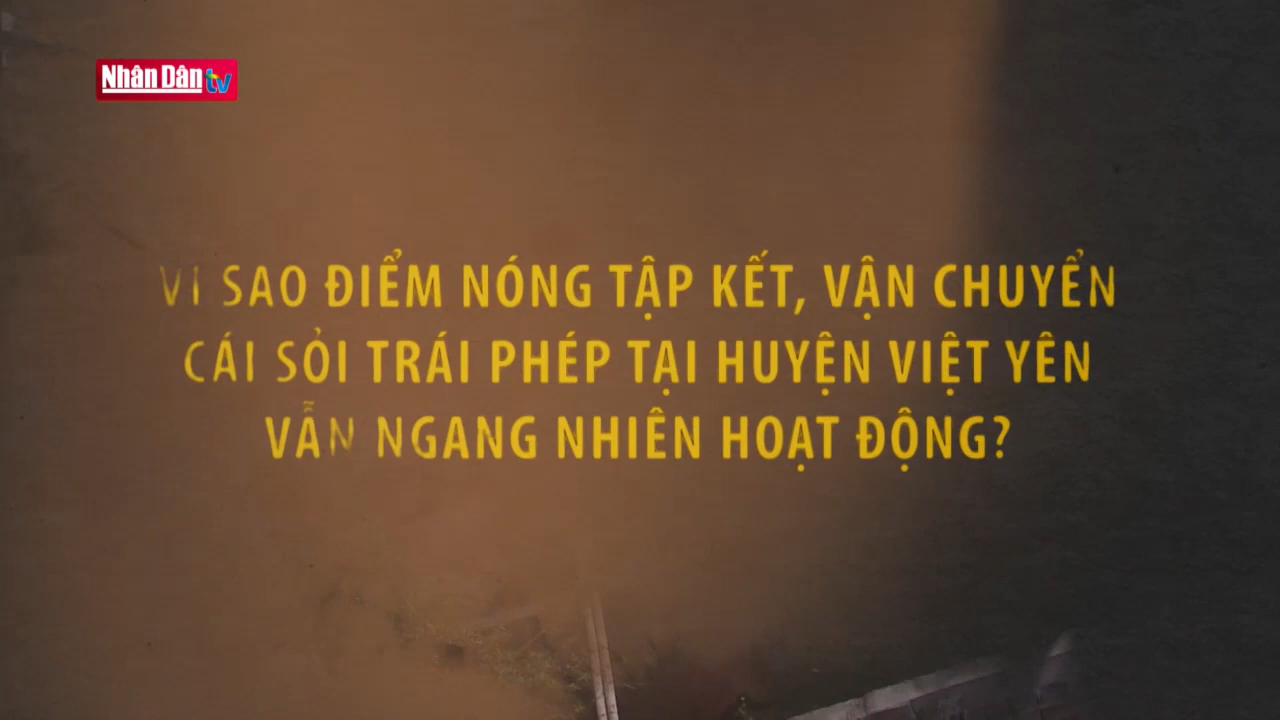 Nhân Dân tv
VÌ SAO ĐIỂM NÓNG TẬP KẾT, VẬN CHUYỂN
CÁI SỎI TRÁI PHÉP TẠI HUYỆN VIỆT YÊN
VẪN NGANG NHIÊN HOẠT ĐỘNG?